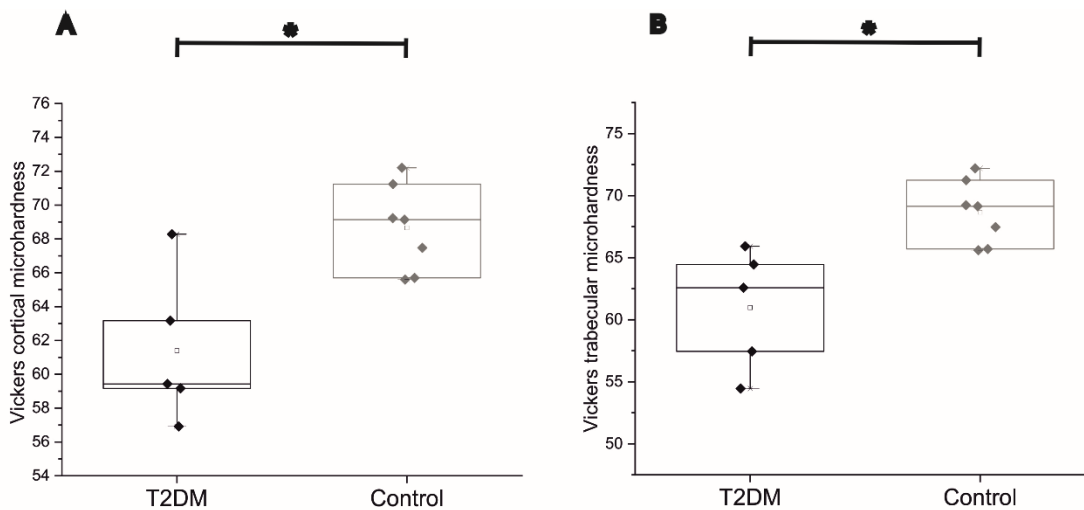 A
*
Vickers cortical microhardness
76
74
72
70
68
66
64
62
60
58
56
54
T2DM
Control
B
*
Vickers trabecular microhardness
75
70
65
60
55
50
T2DM
Control